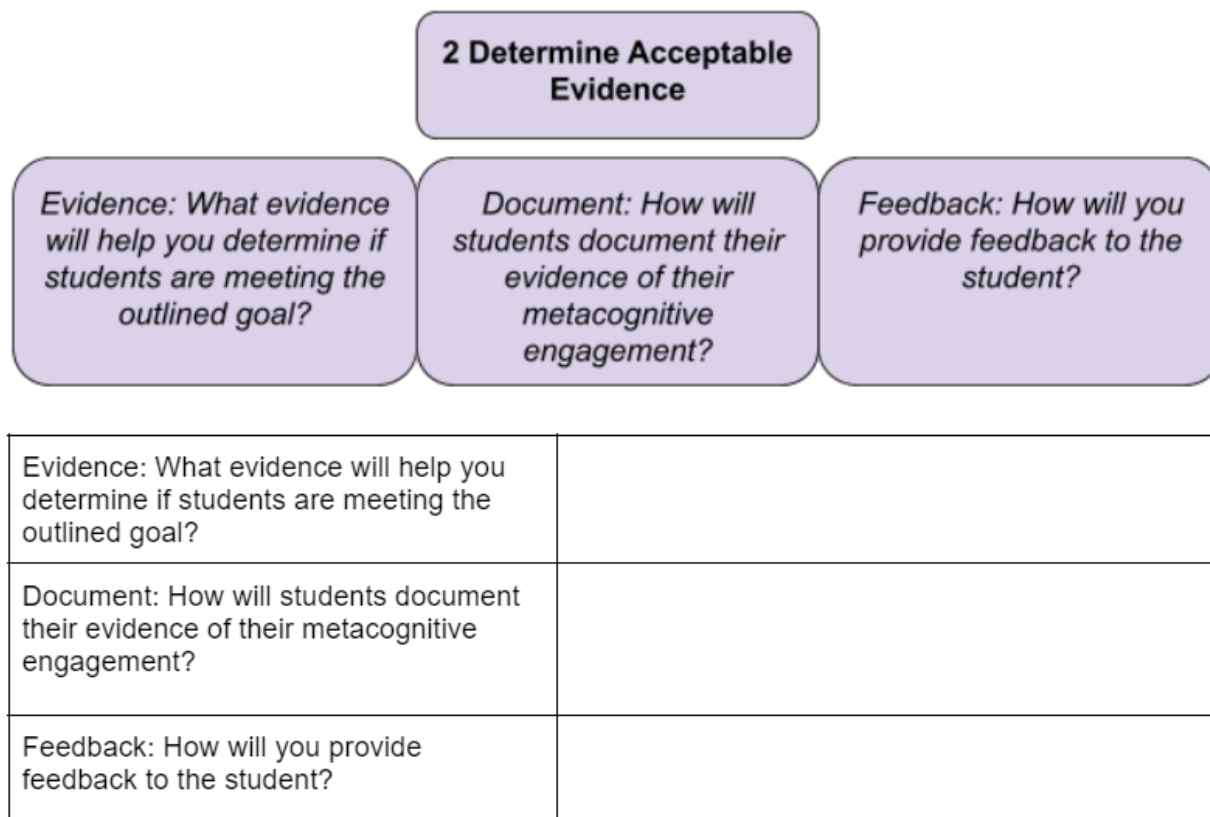 2 Determine Acceptable
Evidence
Evidence: What evidence
will help you determine if
students are meeting the
outlined goal?
Document: How will
students document their
evidence of their
metacognitive
engagement?
Feedback: How will you
provide feedback to the
student?
Evidence: What evidence will help you
determine if students are meeting the
outlined goal?
Document: How will students document
their evidence of their metacognitive
engagement?
Feedback: How will you provide
feedback to the student?